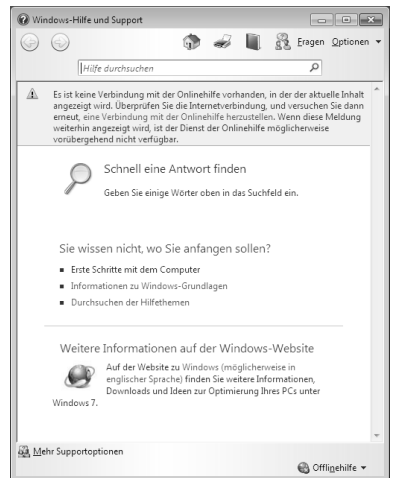 Windows-Hilfe und Support
Fragen Optionen
Hilfe durchsuchen
Es ist keine Verbindung mit der Onlinehilfe vorhanden, in der der aktuelle Inhalt
angezeigt wird. Überprüfen Sie die Internetverbindung, und versuchen Sie dann
erneut, eine Verbindung mit der Onlinehilfe herzustellen. Wenn diese Meldung
weiterhin angezeigt wird, ist der Dienst der Onlinehilfe möglicherweise
vorübergehend nicht verfügbar.
Schnell eine Antwort finden
Geben Sie einige Wörter oben in das Suchfeld ein.
Sie wissen nicht, wo Sie anfangen sollen?
Erste Schritte mit dem Computer
Informationen zu Windows-Grundlagen
Durchsuchen der Hilfethemen
Weitere Informationen auf der Windows-Website
Auf der Website zu Windows (möglicherweise in
englischer Sprache) finden Sie weitere Informationen,
Downloads und Ideen zur Optimierung Ihres PCs unter
Windows 7.
Mehr Supportoptionen
Offlinehilfe